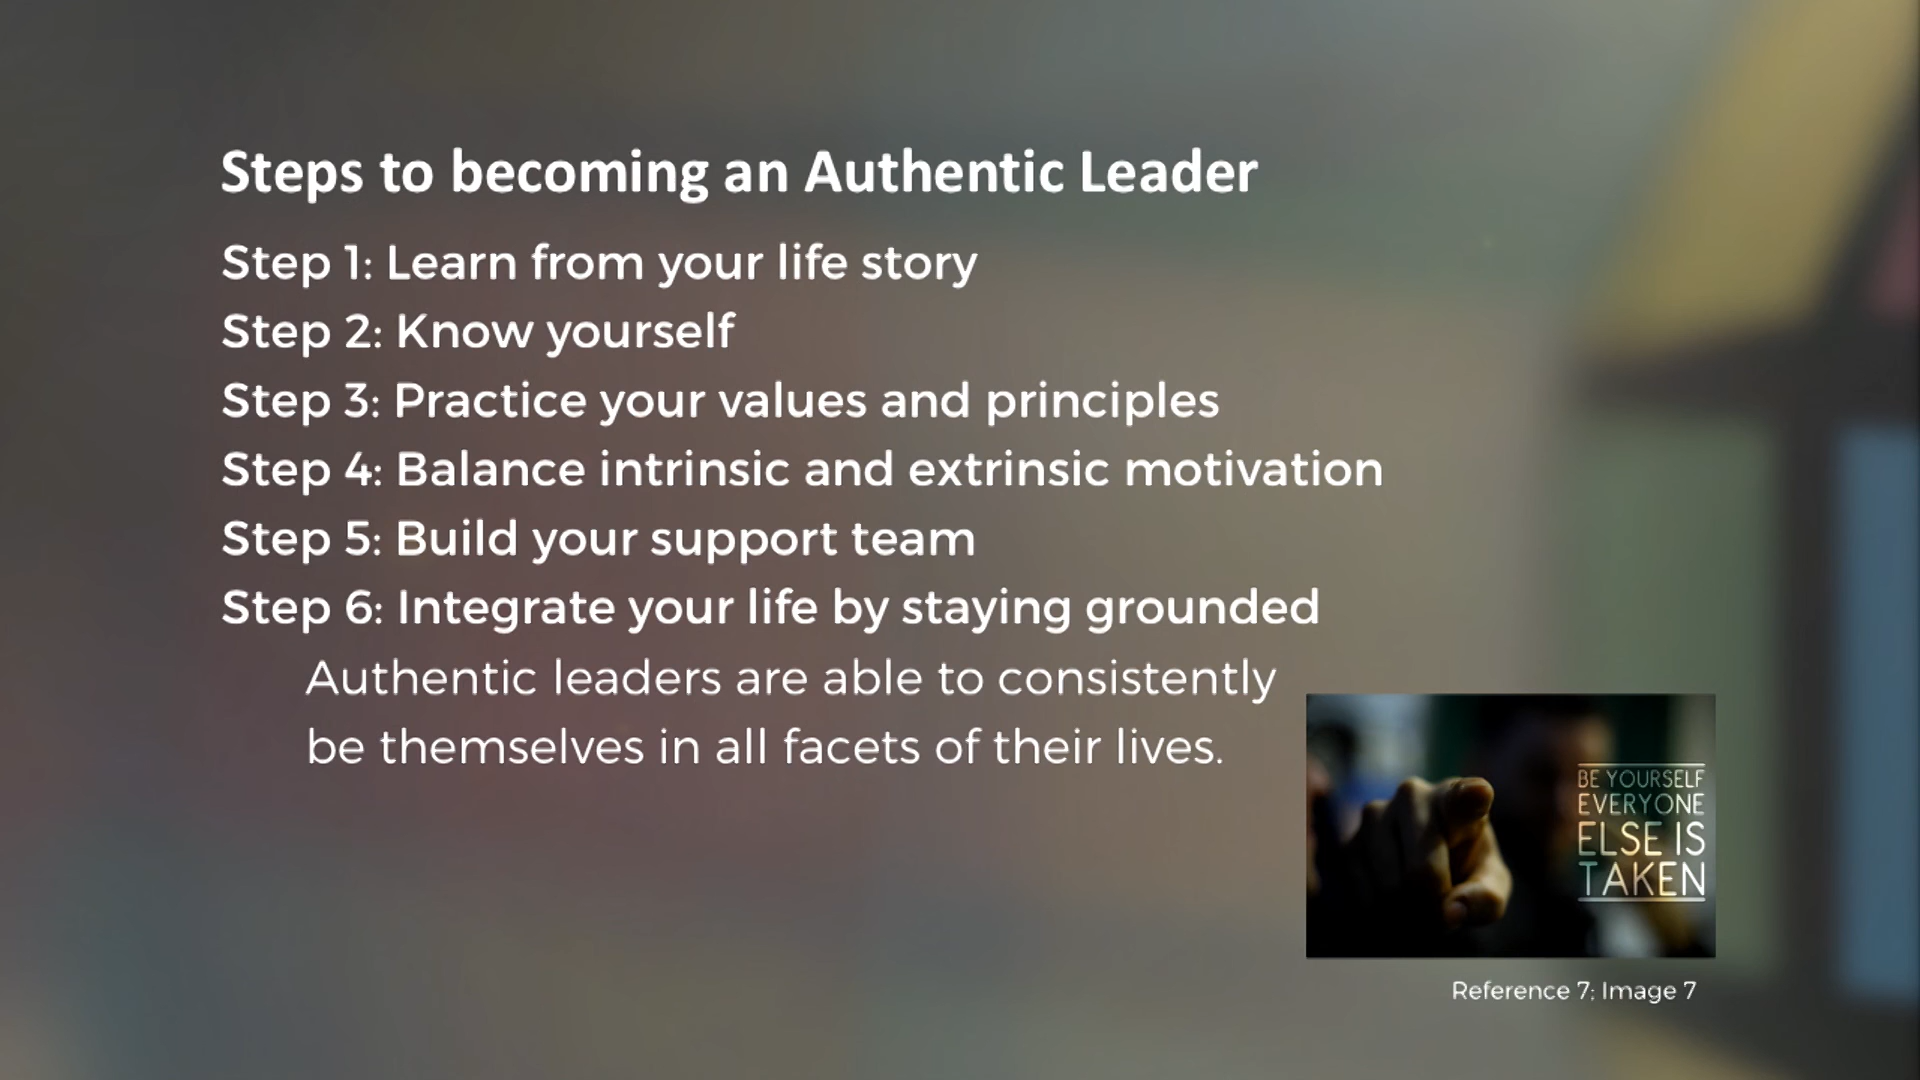 Steps to becoming an Authentic Leader
Step 1: Learn from your life story
Step 2: Know yourself
Step 3: Practice your values and principles
Step 4: Balance intrinsic and extrinsic motivation
Step 5: Build your support team
Step 6: Integrate your life by staying grounded
Authentic leaders are able to consistently
be themselves in all facets of their lives.
BE YOURSELF
EVERYONE
ELSE IS
TAKEN
Reference 7; Image 7